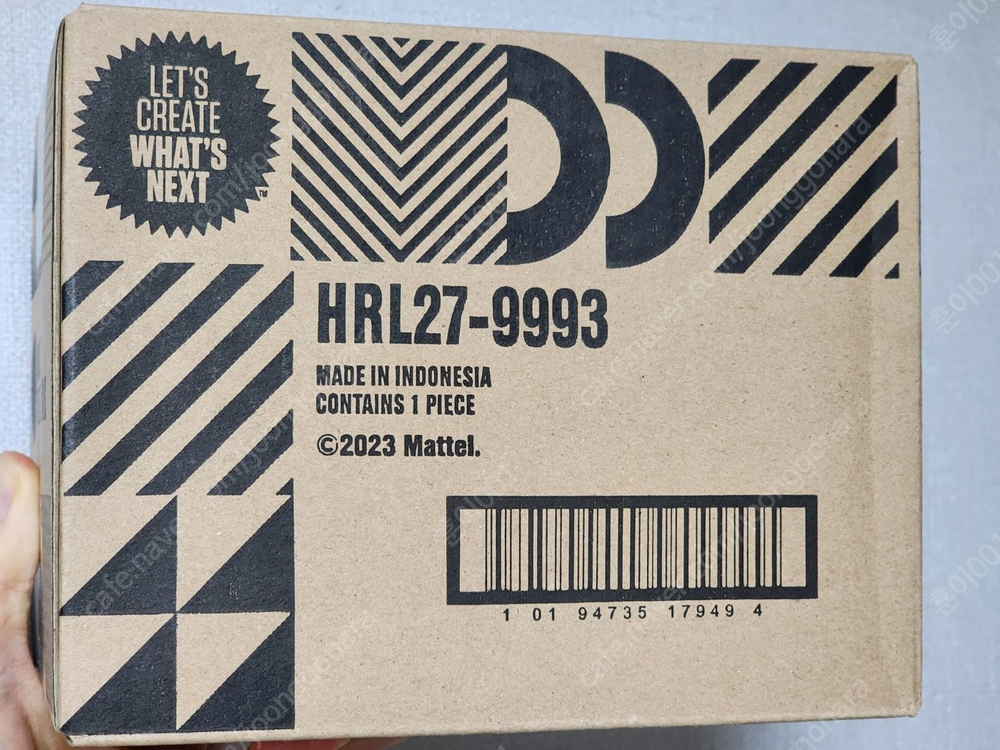 LET'S
CREATE
WHAT'S
NEXT
TM
HRL27-9993
MADE IN INDONESIA
CONTAINS 1 PIECE
©2023 Mattel.
1 01 94735 17949 4